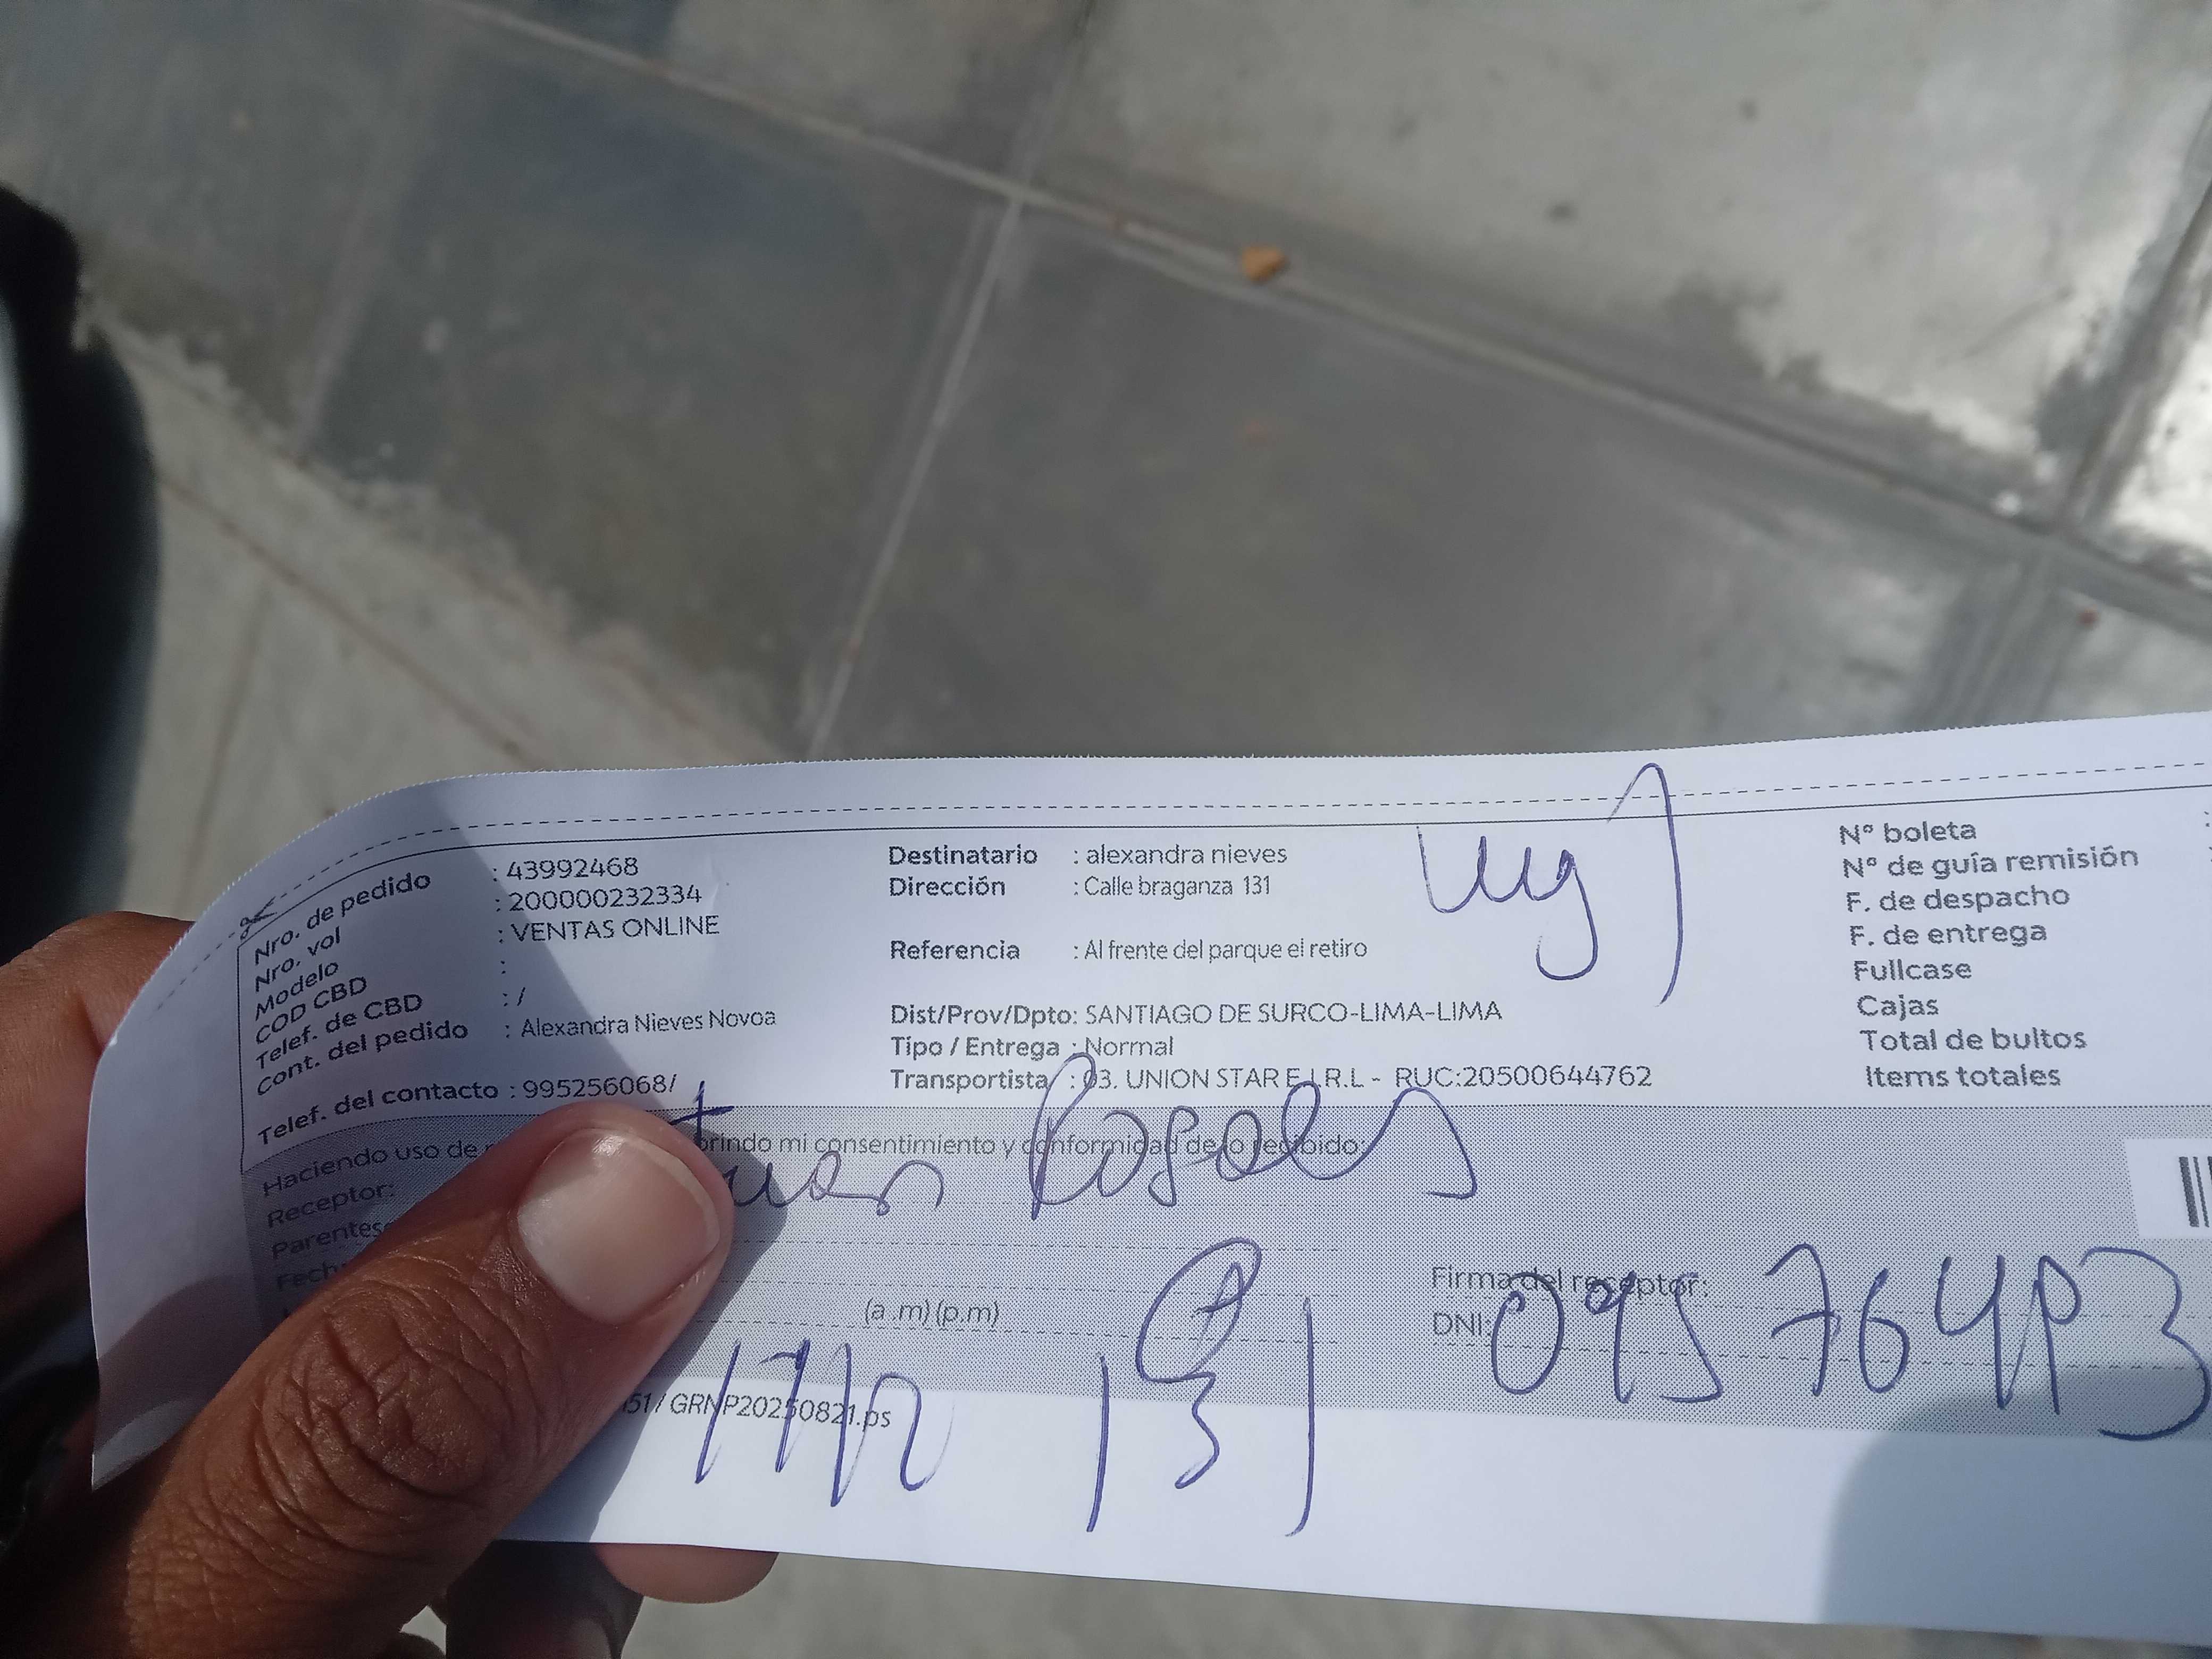 Nro. de pedido : 43992468
Nro. vol : 200000232334
Modelo : VENTAS ONLINE
COD CBD :
Telef. de CBD : /
Cont. del pedido : Alexandra Nieves Novoa
Telef. del contacto : 995256068/
Destinatario : alexandra nieves
Dirección : Calle braganza 131
Referencia : Al frente del parque el retiro
Dist/Prov/Dpto: SANTIAGO DE SURCO-LIMA-LIMA
Tipo / Entrega : Normal
Transportista : 03. UNION STAR E.I.R.L - RUC:20500644762
N° boleta :
N° de guía remisión
F. de despacho
F. de entrega
Fullcase
Cajas
Total de bultos
Items totales
Haciendo uso de brindo mi consentimiento y conformidad de lo recibido:
Receptor: Juan Rosales
(a.m) (p.m)
Firma del receptor:
DNI:
51 / GRNP20250821.ps
131